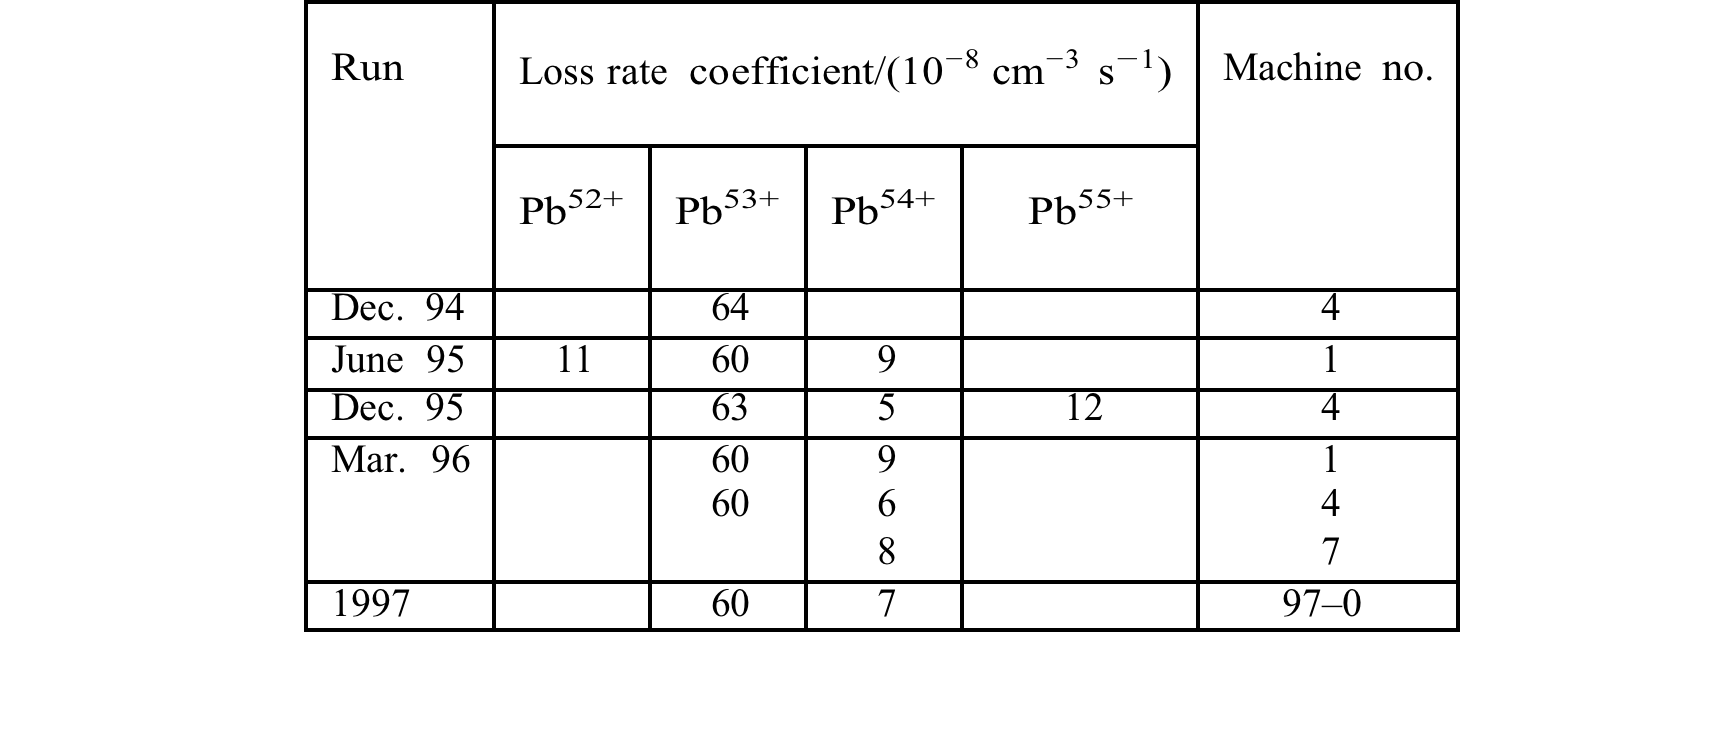 Run Loss rate coefficient/(10⁻⁸ cm⁻³ s⁻¹) Machine no.
Pb⁵²⁺ Pb⁵³⁺ Pb⁵⁴⁺ Pb⁵⁵⁺
Dec. 94 64 4
June 95 11 60 9 1
Dec. 95 63 5 12 4
Mar. 96 60 9 1
60 6 4
8 7
1997 60 7 97–0